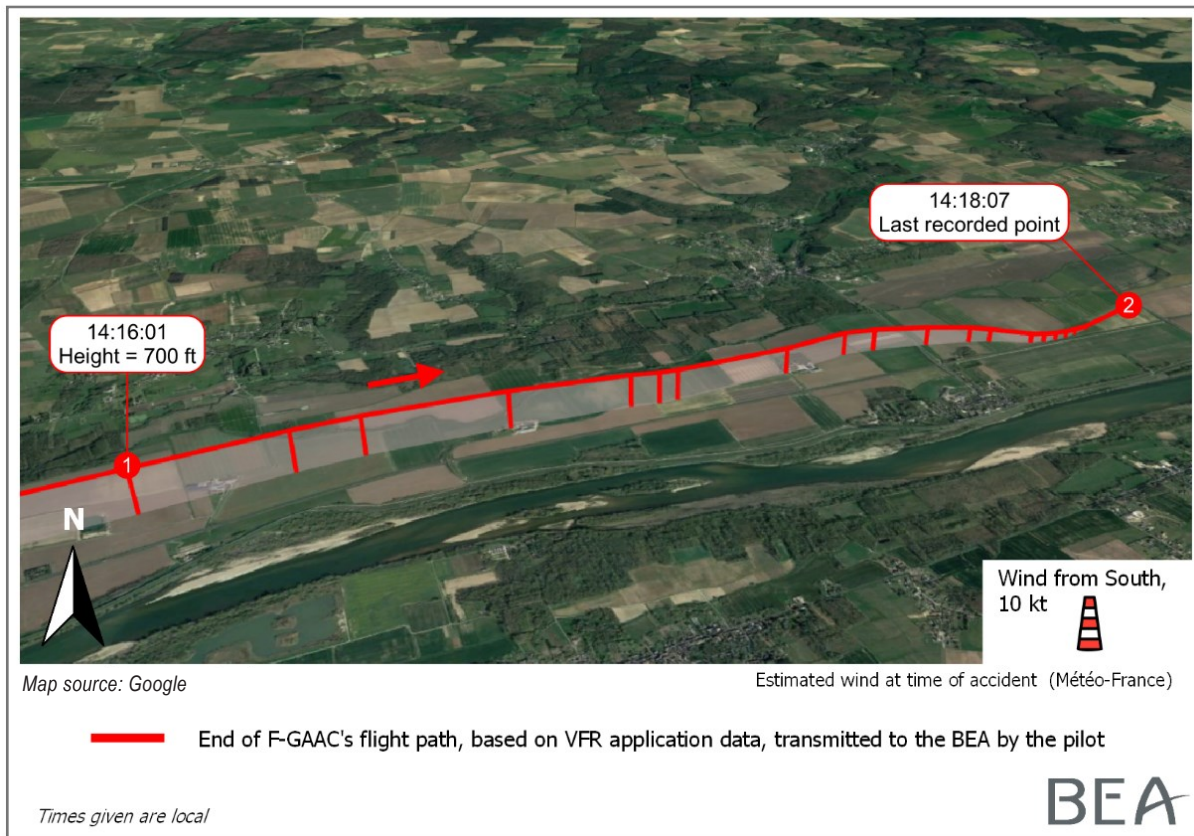 14:18:07
Last recorded point
2
14:16:01
Height = 700 ft
1
N
Wind from South,
10 kt
Map source: Google
Estimated wind at time of accident (Météo-France)
End of F-GAAC's flight path, based on VFR application data, transmitted to the BEA by the pilot
BEA
Times given are local